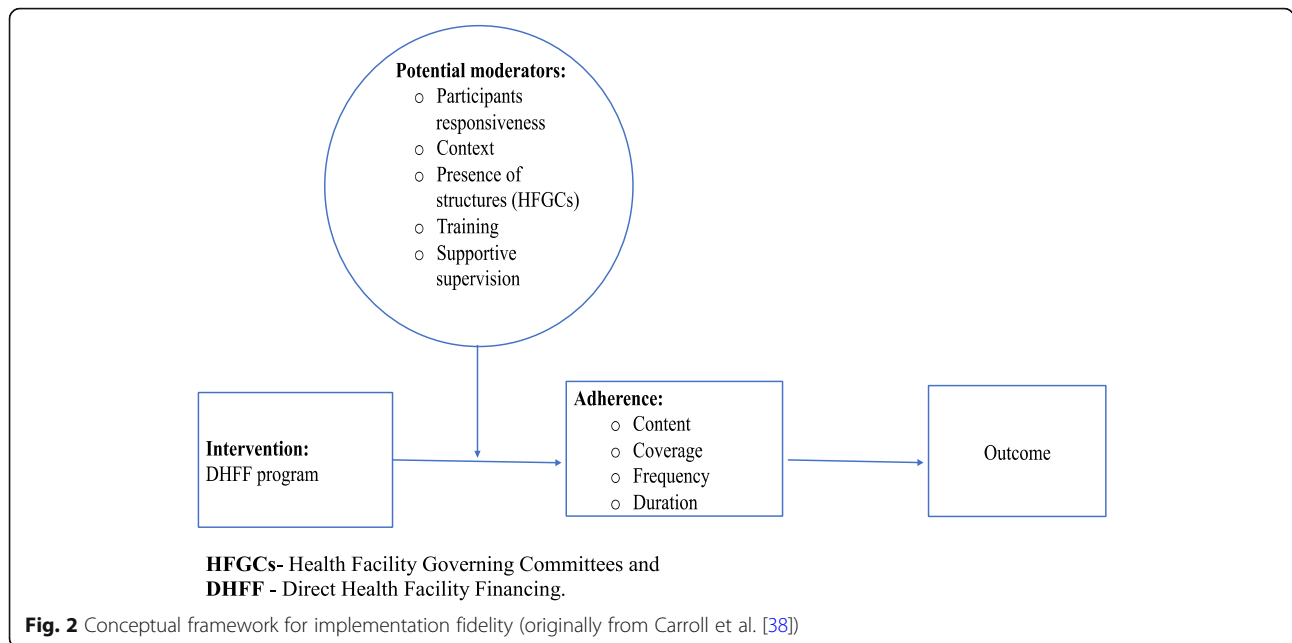 Potential moderators:
○ Participants
responsiveness
○ Context
○ Presence of
structures (HFGCs)
○ Training
○ Supportive
supervision
Intervention:
DHFF program
Adherence:
○ Content
○ Coverage
○ Frequency
○ Duration
Outcome
HFGCs- Health Facility Governing Committees and
DHFF - Direct Health Facility Financing.
Fig. 2 Conceptual framework for implementation fidelity (originally from Carroll et al. [38])